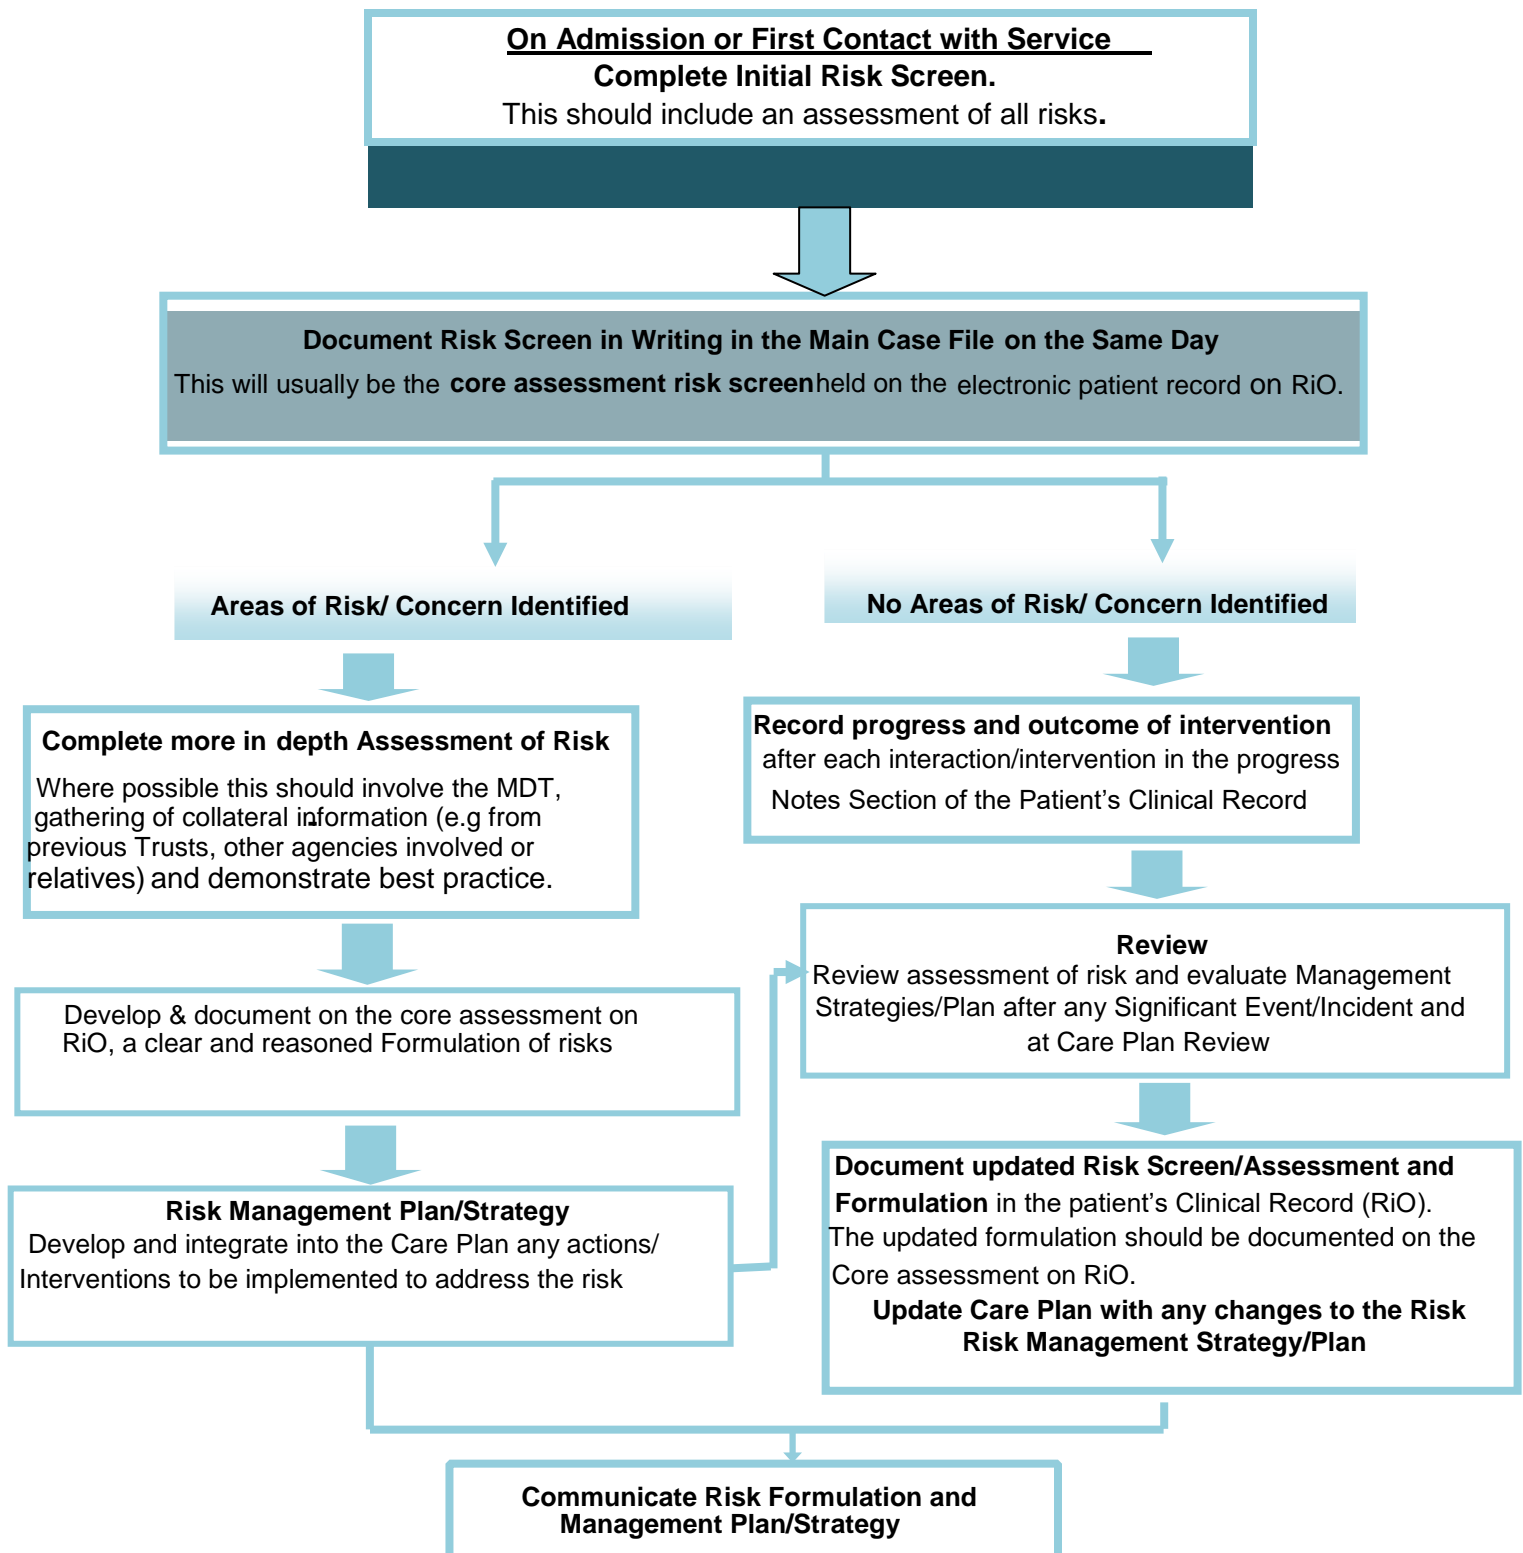 On Admission or First Contact with Service
Complete Initial Risk Screen.
This should include an assessment of all risks.
Document Risk Screen in Writing in the Main Case File on the Same Day
This will usually be the core assessment risk screen held on the electronic patient record on RiO.
Areas of Risk/ Concern Identified
No Areas of Risk/ Concern Identified
Complete more in depth Assessment of Risk
Where possible this should involve the MDT,
gathering of collateral information (e.g from
previous Trusts, other agencies involved or
relatives) and demonstrate best practice.
Record progress and outcome of intervention
after each interaction/intervention in the progress
Notes Section of the Patient’s Clinical Record
Develop & document on the core assessment on
RiO, a clear and reasoned Formulation of risks
Review
Review assessment of risk and evaluate Management
Strategies/Plan after any Significant Event/Incident and
at Care Plan Review
Risk Management Plan/Strategy
Develop and integrate into the Care Plan any actions/
Interventions to be implemented to address the risk
Document updated Risk Screen/Assessment and
Formulation in the patient’s Clinical Record (RiO).
The updated formulation should be documented on the
Core assessment on RiO.
Update Care Plan with any changes to the Risk
Risk Management Strategy/Plan
Communicate Risk Formulation and
Management Plan/Strategy